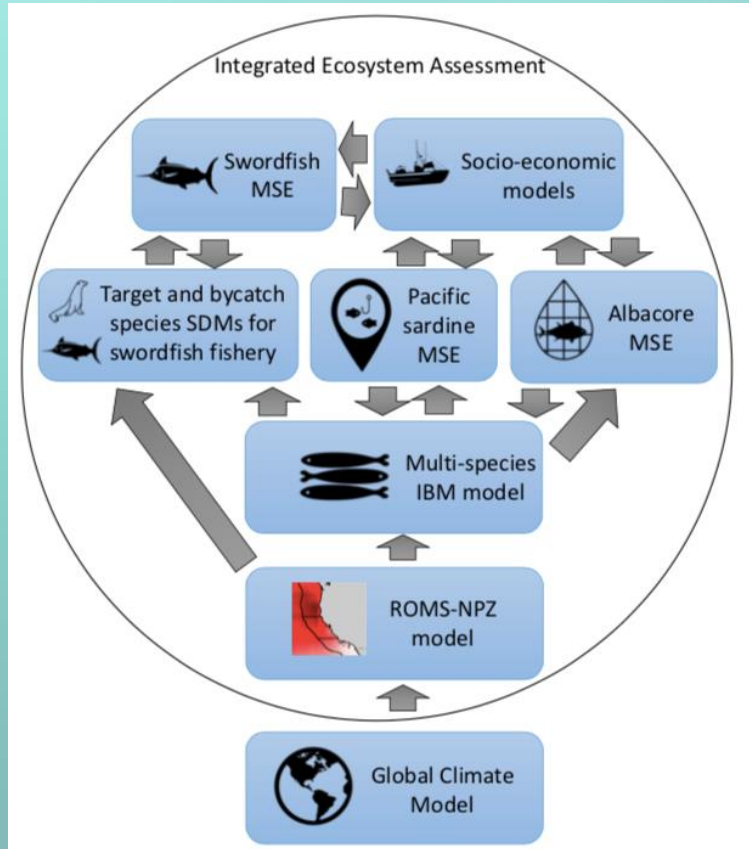 Integrated Ecosystem Assessment
Swordfish
MSE
Socio-economic
models
Target and bycatch
species SDMs for
swordfish fishery
Pacific
sardine
MSE
Albacore
MSE
Multi-species
IBM model
ROMS-NPZ
model
Global Climate
Model